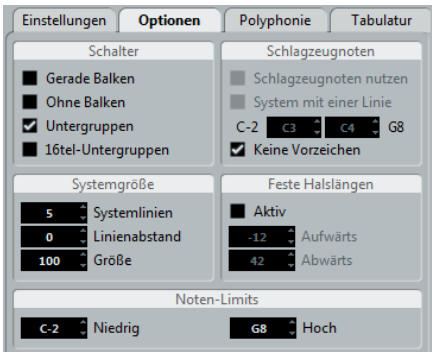 Einstellungen Optionen Polyphonie Tabulatur
Schalter
Gerade Balken
Ohne Balken
Untergruppen
16tel-Untergruppen
Schlagzeugnoten
Schlagzeugnoten nutzen
System mit einer Linie
C-2 C3 C4 G8
Keine Vorzeichen
Systemgröße
5 Systemlinien
0 Linienabstand
100 Größe
Feste Halslängen
Aktiv
-12 Aufwärts
42 Abwärts
Noten-Limits
C-2 Niedrig G8 Hoch